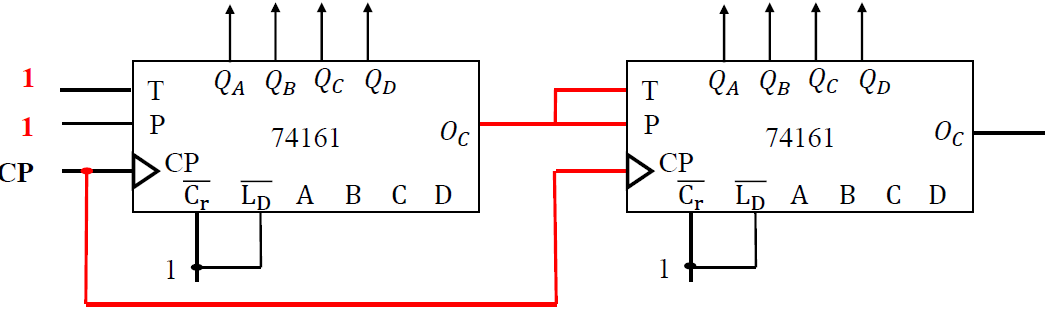 1 T Q_A Q_B Q_C Q_D T Q_A Q_B Q_C Q_D
1 P 74161 O_C P 74161 O_C
CP CP CP
\overline{C_r} \overline{L_D} A B C D \overline{C_r} \overline{L_D} A B C D
1 1